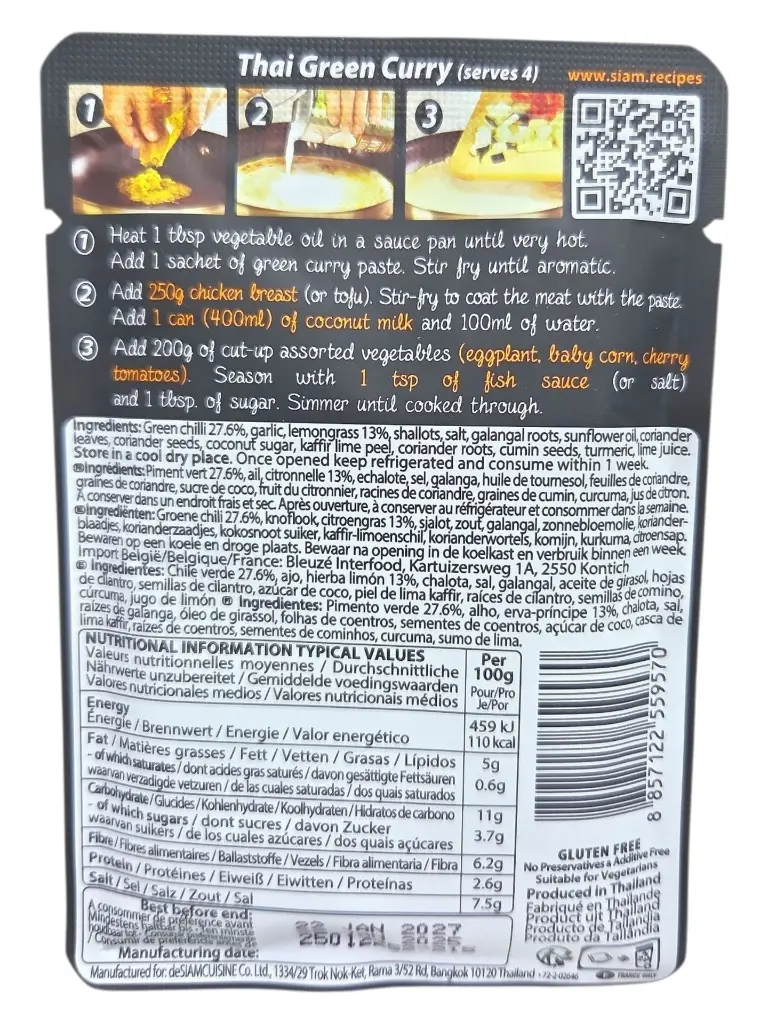 Thai Green Curry (serves 4)
www.siam.recipes
1
2
3
1 Heat 1 tbsp vegetable oil in a sauce pan until very hot.
Add 1 sachet of green curry paste. Stir fry until aromatic.
2 Add 250g chicken breast (or tofu). Stir-fry to coat the meat with the paste.
Add 1 can (400ml) of coconut milk and 100ml of water.
3 Add 200g of cut-up assorted vegetables (eggplant, baby corn, cherry
tomatoes). Season with 1 tsp of fish sauce (or salt)
and 1 tbsp. of sugar. Simmer until cooked through.
Ingredients: Green chilli 27.6%, garlic, lemongrass 13%, shallots, salt, galangal roots, sunflower oil, coriander
leaves, coriander seeds, coconut sugar, kaffir lime peel, coriander roots, cumin seeds, turmeric, lime juice.
Store in a cool dry place. Once opened keep refrigerated and consume within 1 week.
Ingrédients: Piment vert 27.6%, ail, citronnelle 13%, echalote, sel, galanga, huile de tournesol, feuilles de coriandre,
graines de coriandre, sucre de coco, fruit du citronnier, racines de coriandre, graines de cumin, curcuma, jus de citron.
A conserver dans un endroit frais et sec. Après ouverture, à conserver au réfrigérateur et consommer dans la semaine.
Ingrediënten: Groene chili 27.6%, knoflook, citroengras 13%, sjalot, zout, galangal, zonnebloemolie, koriander-
blaadjes, korianderzaadjes, kokosnoot suiker, kaffir-limoenschil, korianderwortels, komijn, kurkuma, citroensap.
Bewaren op een koele en droge plaats. Bewaar na opening in de koelkast en verbruik binnen een week.
Import België/Belgique/France: Bleuzé Interfood, Kartuizersweg 1A, 2550 Kontich
Ingredientes: Chile verde 27.6%, ajo, hierba limón 13%, chalota, sal, galangal, aceite de girasol, hojas
de cilantro, semillas de cilantro, azúcar de coco, piel de lima kaffir, raíces de cilantro, semillas de comino,
cúrcuma, jugo de limón Ingredientes: Pimento verde 27.6%, alho, erva-príncipe 13%, chalota, sal,
raízes de galanga, óleo de girassol, folhas de coentros, sementes de coentros, açúcar de coco, casca de
lima kaffir, raízes de coentros, sementes de cominhos, curcuma, sumo de lima.
NUTRITIONAL INFORMATION TYPICAL VALUES
Valeurs nutritionnelles moyennes / Durchschnittliche
Nährwerte unzubereitet / Gemiddelde voedingswaarden
Valores nutricionales medios / Valores nutricionais médios
Per
100g
Pour/Pro
Je/Por
Energy
Énergie / Brennwert / Energie / Valor energético
459 kJ
110 kcal
Fat / Matières grasses / Fett / Vetten / Grasas / Lípidos
5g
- of which saturates / dont acides gras saturés / davon gesättigte Fettsäuren
waarvan verzadigde vetzuren / de las cuales saturadas / dos quais saturados
0.6g
Carbohydrate / Glucides / Kohlenhydrate / Koolhydraten / Hidratos de carbono
11g
- of which sugars / dont sucres / davon Zucker
waarvan suikers / de los cuales azúcares / dos quais açúcares
3.7g
Fibre / Fibres alimentaires / Ballaststoffe / Vezels / Fibra alimentaria / Fibra
6.2g
Protein / Protéines / Eiweiß / Eiwitten / Proteínas
2.6g
Salt / Sel / Salz / Zout / Sal
7.5g
8 857122 559570
GLUTEN FREE
No Preservatives & Additive Free
Suitable for Vegetarians
Produced in Thailand
Fabriqué en Thailande
Product uit Thailand
Producto de Tailandia
Produto da Tailândia
Best before end:
A consommer de préférence avant
Manufacturing date:
JAN 2027
Manufactured for: deSIAMCUISINE Co. Ltd., 1334/29 Trok Nok-Ket, Rama 3/52 Rd, Bangkok 10120 Thailand • 72-2-02646
FRANCE ONLY